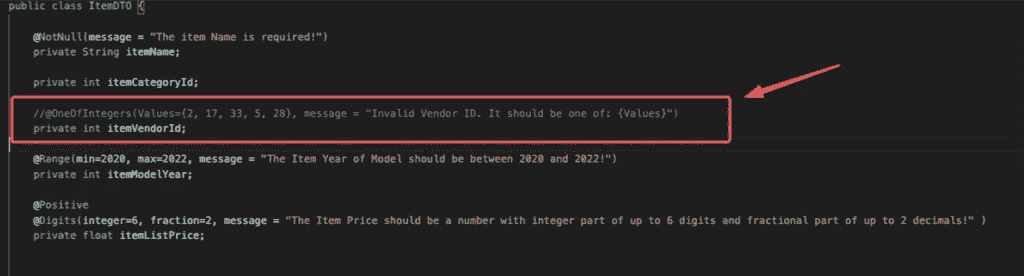 public class ItemDTO {
@NotNull(message = "The item Name is required!")
private String itemName;
private int itemCategoryId;
//@OneOfIntegers(Values={2, 17, 33, 5, 28}, message = "Invalid Vendor ID. It should be one of: {Values}")
private int itemVendorId;
@Range(min=2020, max=2022, message = "The Item Year of Model should be between 2020 and 2022!")
private int itemModelYear;
@Positive
@Digits(integer=6, fraction=2, message = "The Item Price should be a number with integer part of up to 6 digits and fractional part of up to 2 decimals!" )
private float itemListPrice;